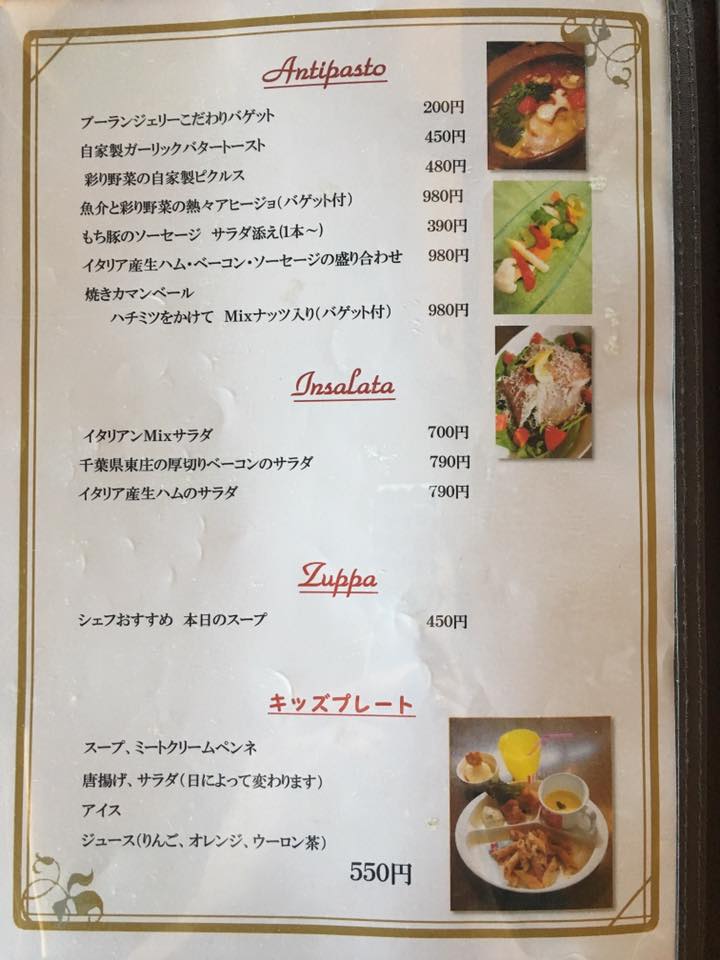 Antipasto
ブーランジェリーこだわりバゲット 200円
自家製ガーリックバタートースト 450円
彩り野菜の自家製ピクルス 480円
魚介と彩り野菜の熱々アヒージョ(バゲット付) 980円
もち豚のソーセージ サラダ添え(1本～) 390円
イタリア産生ハム・ベーコン・ソーセージの盛り合わせ 980円
焼きカマンベール
ハチミツをかけて Mixナッツ入り(バゲット付) 980円
Insalata
イタリアンMixサラダ 700円
千葉県東庄の厚切りベーコンのサラダ 790円
イタリア産生ハムのサラダ 790円
Zuppa
シェフおすすめ 本日のスープ 450円
キッズプレート
スープ、ミートクリームペンネ
唐揚げ、サラダ(日によって変わります)
アイス
ジュース(りんご、オレンジ、ウーロン茶)
550円